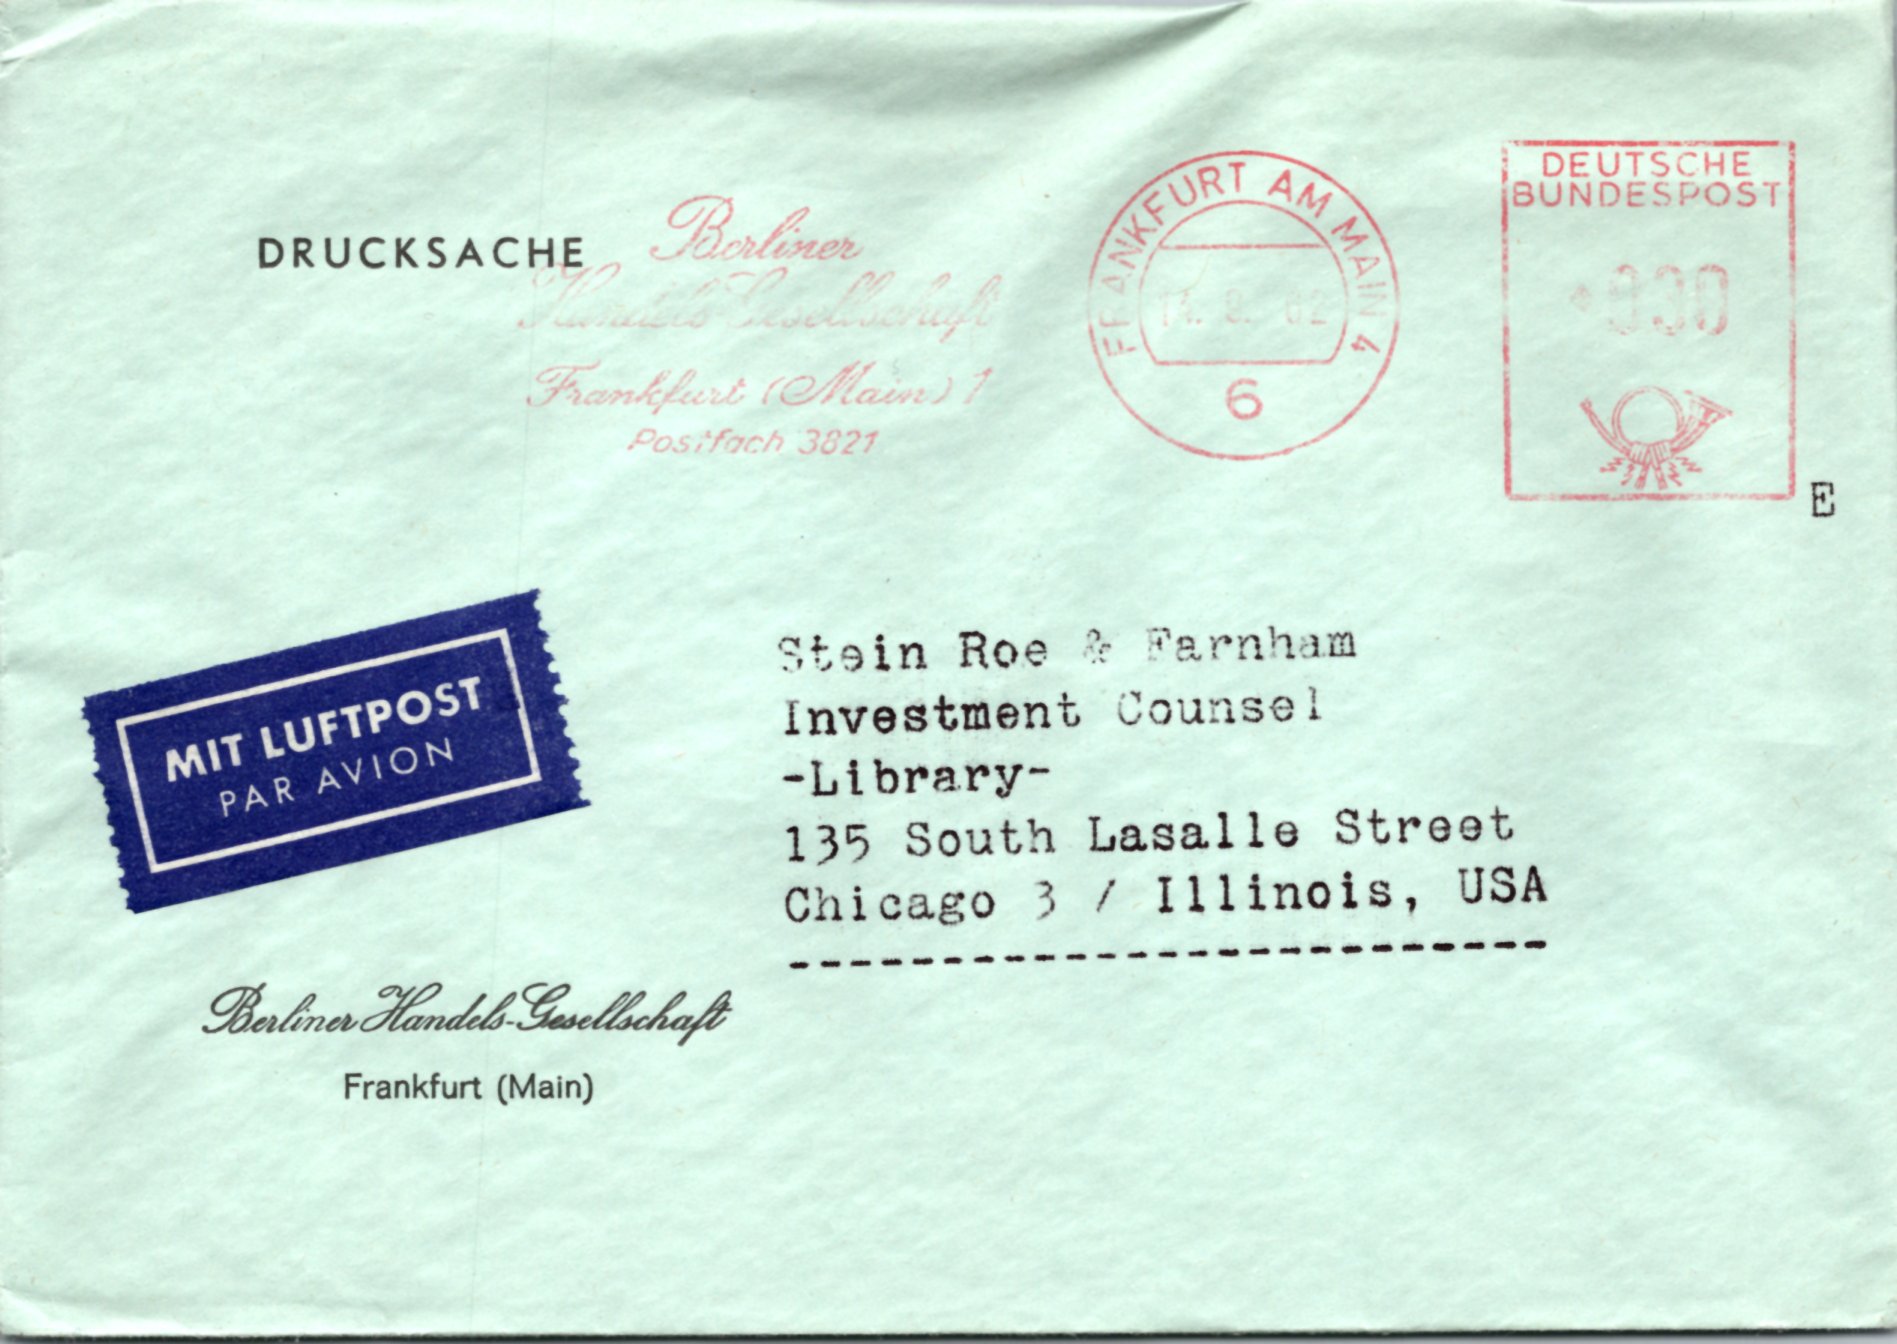 DRUCKSACHE
Berliner
Handels-Gesellschaft
Frankfurt (Main) 1
Postfach 3821
FRANKFURT AM MAIN 4
6
DEUTSCHE
BUNDESPOST
030
E
MIT LUFTPOST
PAR AVION
Stein Roe & Farnham
Investment Counsel
-Library-
135 South Lasalle Street
Chicago 3 / Illinois, USA
Berliner Handels-Gesellschaft
Frankfurt (Main)